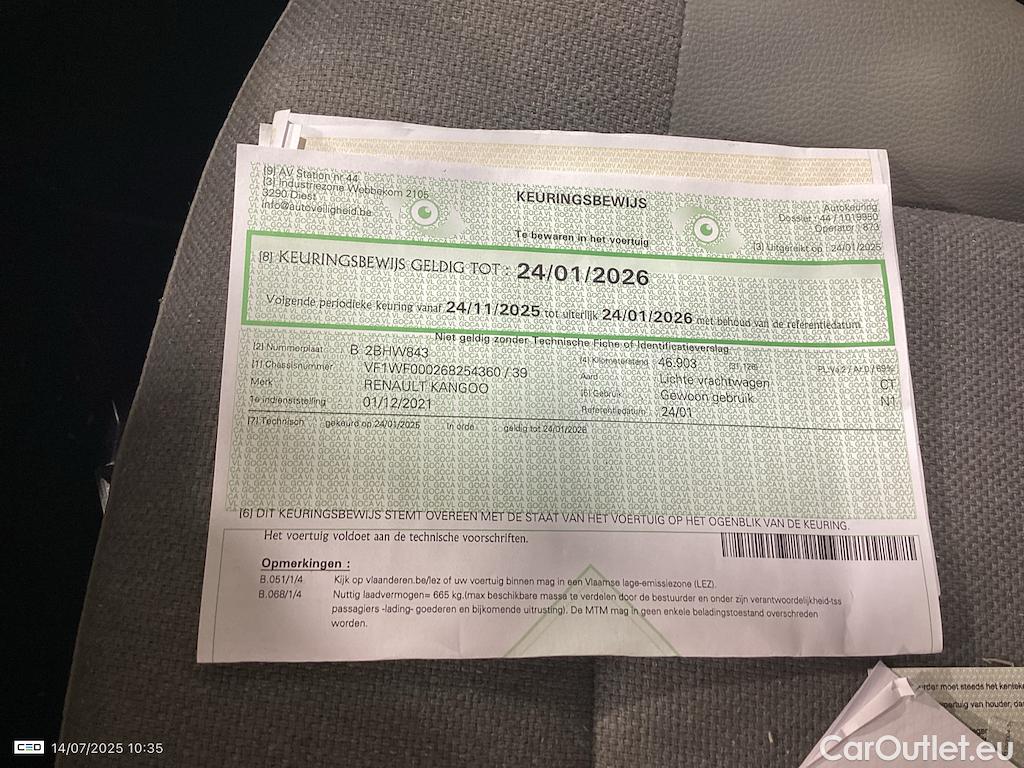 [9] AV Station nr 44
[3] Industriezone Webbekom 2105
3290 Diest
info@autoveiligheid.be
KEURINGSBEWIJS
Te bewaren in het voertuig
Autokeuring
Dossier : 44 / 1019980
Operator : 873
[3] Uitgereikt op : 24/01/2025
[8] KEURINGSBEWIJS GELDIG TOT : 24/01/2026
Volgende periodieke keuring vanaf 24/11/2025 tot uiterlijk 24/01/2026 met behoud van de referentiedatum
Niet geldig zonder Technische Fiche of Identificatieverslag
[2] Nummerplaat B 2BHW843 [4] Kilometerstand 46.903
[1] Chassisnummer VF1WF000268254360 / 39 Aard Lichte vrachtwagen CT
Merk RENAULT KANGOO [5] Gebruik Gewoon gebruik N1
1e indienststelling 01/12/2021 Referentiedatum 24/01
[7] Technisch gekeurd op 24/01/2025 In orde geldig tot 24/01/2026
[6] DIT KEURINGSBEWIJS STEMT OVEREEN MET DE STAAT VAN HET VOERTUIG OP HET OGENBLIK VAN DE KEURING.
Het voertuig voldoet aan de technische voorschriften.
Opmerkingen :
B.051/1/4 Kijk op vlaanderen.be/lez of uw voertuig binnen mag in een Vlaamse lage-emissiezone (LEZ).
B.068/1/4 Nuttig laadvermogen= 665 kg.(max beschikbare massa te verdelen door de bestuurder en onder zijn verantwoordelijkheid-tss
passagiers -lading- goederen en bijkomende uitrusting). De MTM mag in geen enkele beladingstoestand overschreden
worden.
moet steeds het
van houder,
CEO 14/07/2025 10:35
CarOutlet.eu